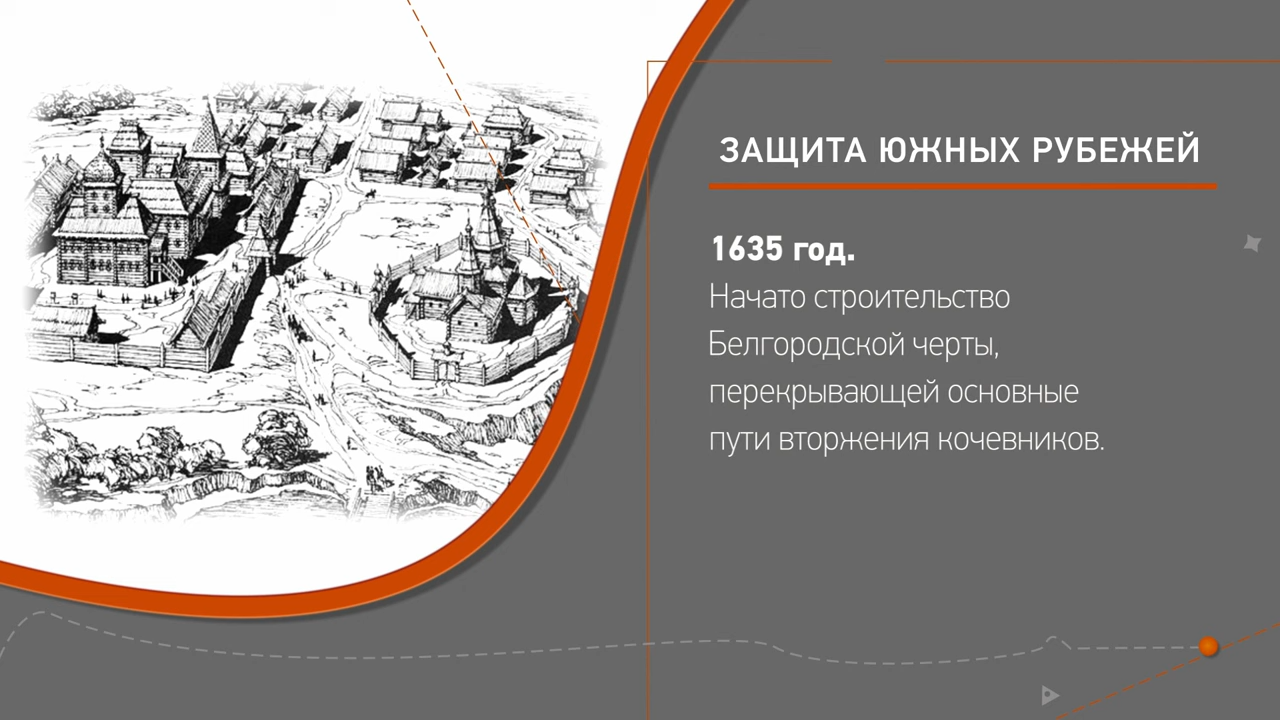 ЗАЩИТА ЮЖНЫХ РУБЕЖЕЙ
1635 год.
Начато строительство
Белгородской черты,
перекрывающей основные
пути вторжения кочевников.